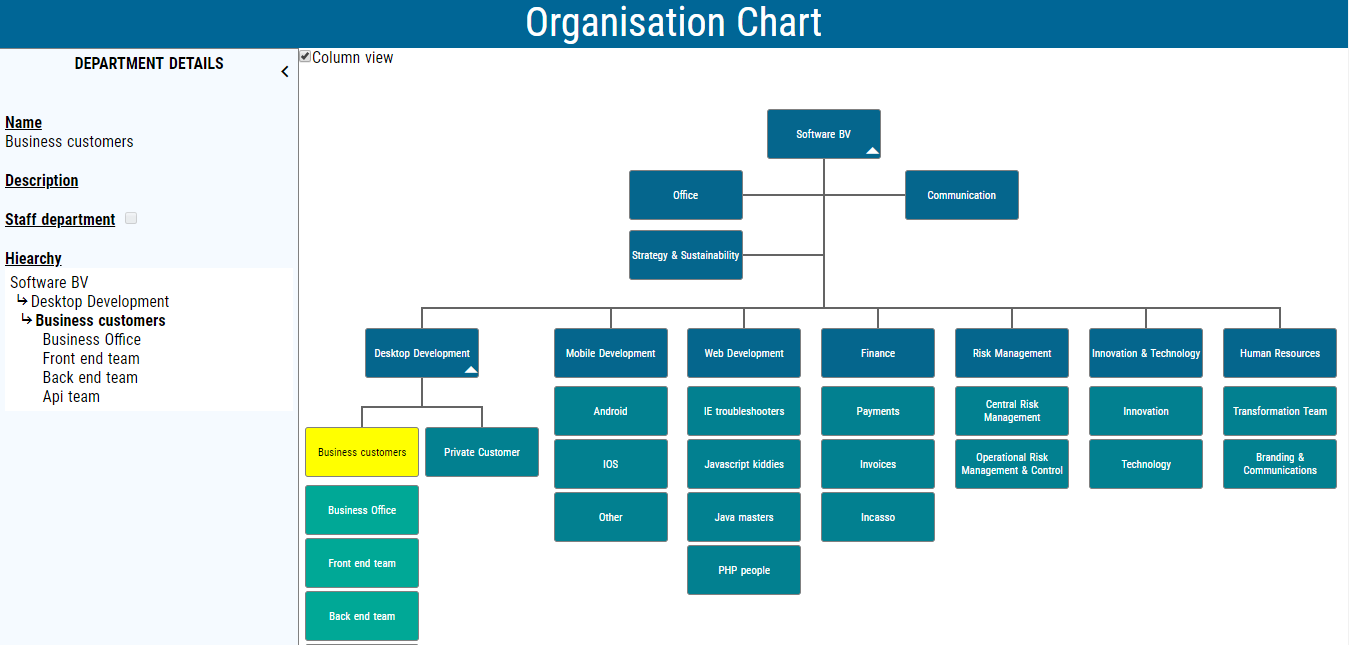 Organisation Chart
DEPARTMENT DETAILS
Name
Business customers
Description
Staff department
Hiearchy
Software BV
Desktop Development
Business customers
Business Office
Front end team
Back end team
Api team
Column view
Software BV
Office
Communication
Strategy & Sustainability
Desktop Development
Mobile Development
Web Development
Finance
Risk Management
Innovation & Technology
Human Resources
Business customers
Private Customer
Business Office
Front end team
Back end team
Android
IOS
Other
IE troubleshooters
Javascript kiddies
Java masters
PHP people
Payments
Invoices
Incasso
Central Risk
Management
Operational Risk
Management & Control
Innovation
Technology
Transformation Team
Branding &
Communications